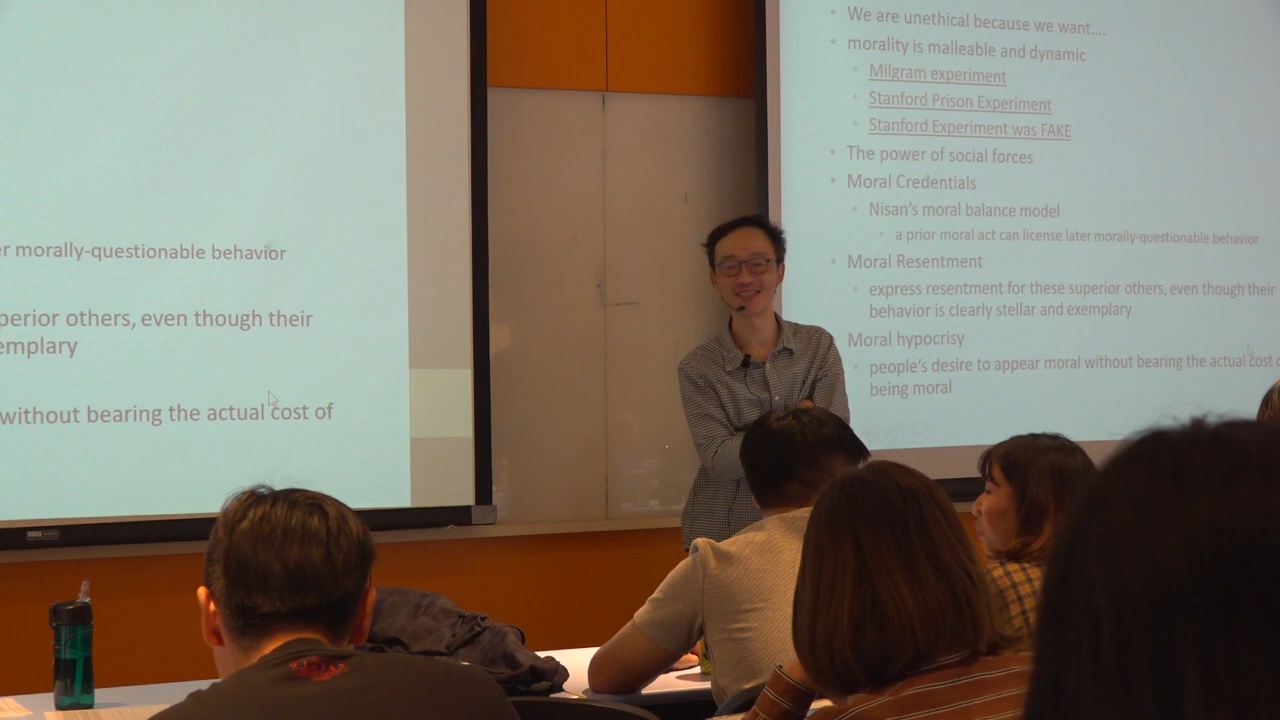 er morally-questionable behavior
perior others, even though their
emplary
without bearing the actual cost of
We are unethical because we want....
morality is malleable and dynamic
Milgram experiment
Stanford Prison Experiment
Stanford Experiment was FAKE
The power of social forces
Moral Credentials
Nisan's moral balance model
a prior moral act can license later morally-questionable behavior
Moral Resentment
express resentment for these superior others, even though their
behavior is clearly stellar and exemplary
Moral hypocrisy
people's desire to appear moral without bearing the actual cost o
being moral